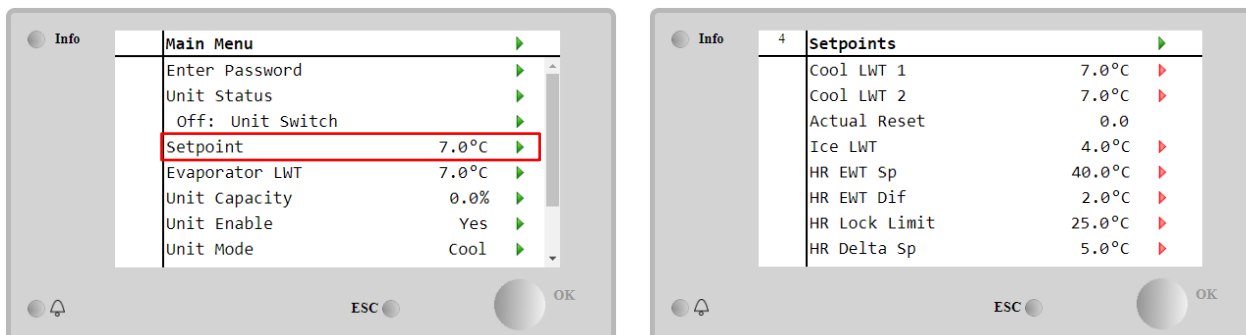 Info
Main Menu
Enter Password
Unit Status
Off: Unit Switch
Setpoint 7.0°C
Evaporator LWT 7.0°C
Unit Capacity 0.0%
Unit Enable Yes
Unit Mode Cool
ESC
OK
Info
4 Setpoints
Cool LWT 1 7.0°C
Cool LWT 2 7.0°C
Actual Reset 0.0
Ice LWT 4.0°C
HR EWT Sp 40.0°C
HR EWT Dif 2.0°C
HR Lock Limit 25.0°C
HR Delta Sp 5.0°C
ESC
OK